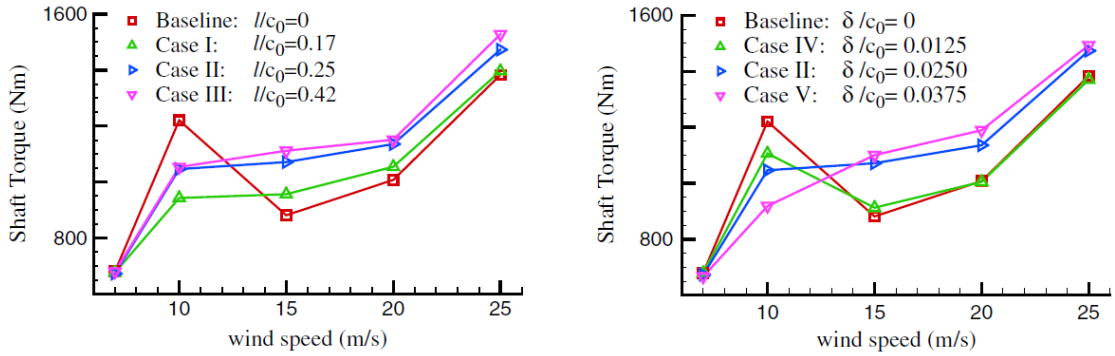 1600
800
Shaft Torque (Nm)
Baseline: l/c0=0
Case I: l/c0=0.17
Case II: l/c0=0.25
Case III: l/c0=0.42
10 15 20 25
wind speed (m/s)
1600
800
Shaft Torque (Nm)
Baseline: δ/c0= 0
Case IV: δ/c0= 0.0125
Case II: δ/c0= 0.0250
Case V: δ/c0= 0.0375
10 15 20 25
wind speed (m/s)